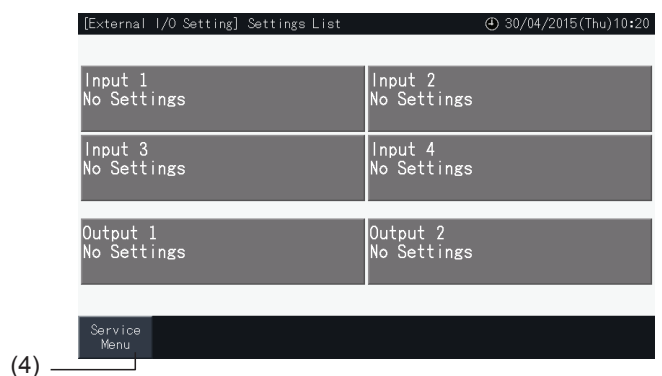 [External I/O Setting] Settings List 30/04/2015(Thu)10:20
Input 1
No Settings
Input 2
No Settings
Input 3
No Settings
Input 4
No Settings
Output 1
No Settings
Output 2
No Settings
Service
Menu
(4)